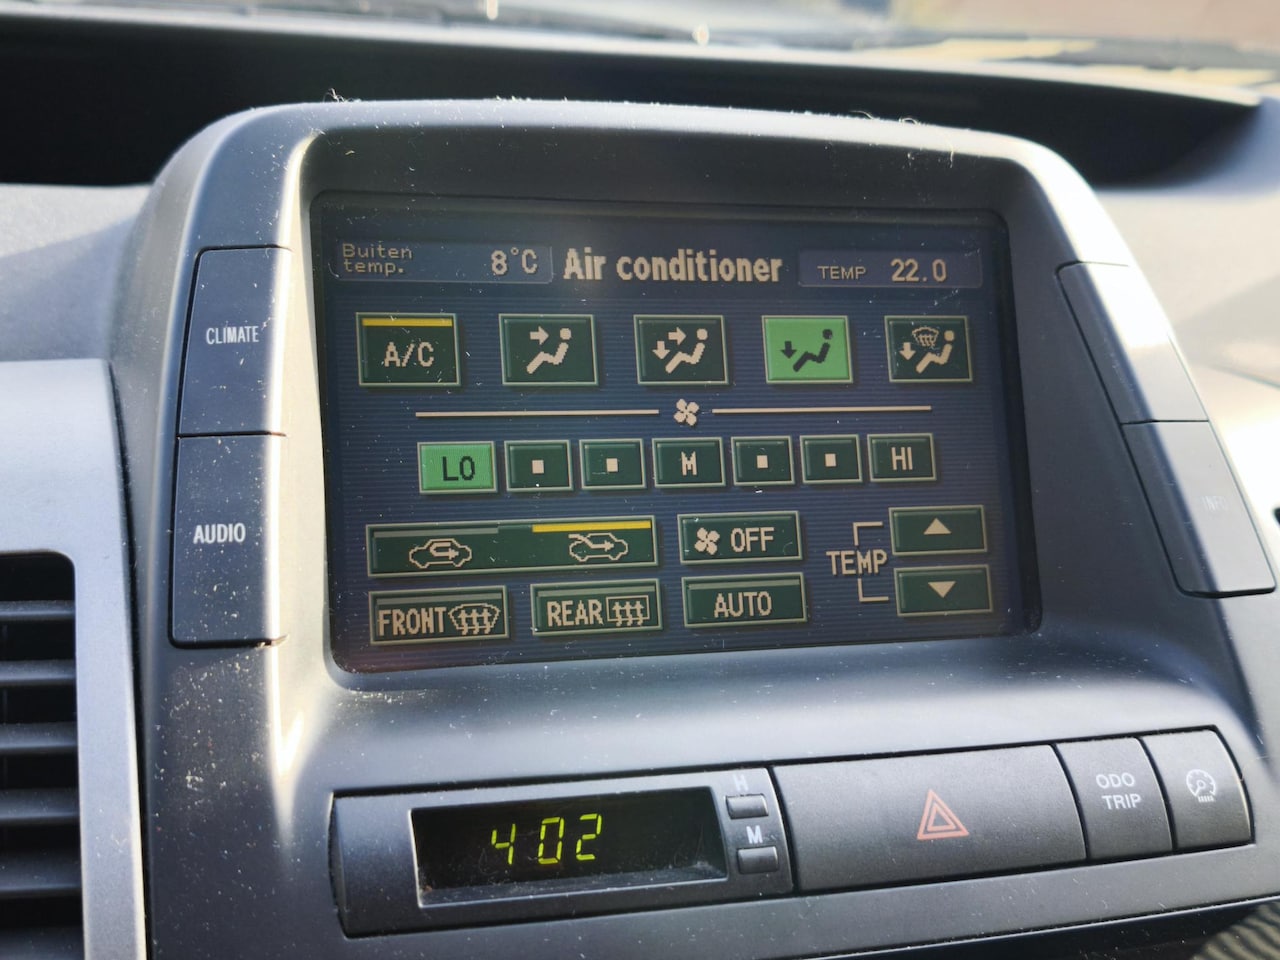 Buiten temp. 8°C
Air conditioner
TEMP 22.0
A/C
LO M HI
OFF
TEMP
FRONT
REAR
AUTO
CLIMATE
AUDIO
INFO
4:02
H
M
ODO
TRIP